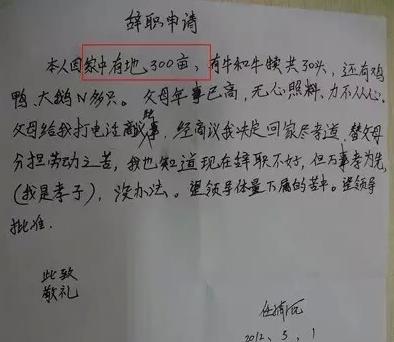 辞职申请
本人因家中有地300亩，有牛和牛犊共30头，还有鸡
鸭、大鹅N多只。父母年事已高，无心照料，力不从心。
父母给我打电话商议事，经商议我决定回家尽孝道，替父母
分担劳动之苦，我也知道现在辞职不好，但万事孝为先
(我是孝子)，没办法。望领导体量下属的苦中。望领导
批准。
此致
敬礼
2012、5、1